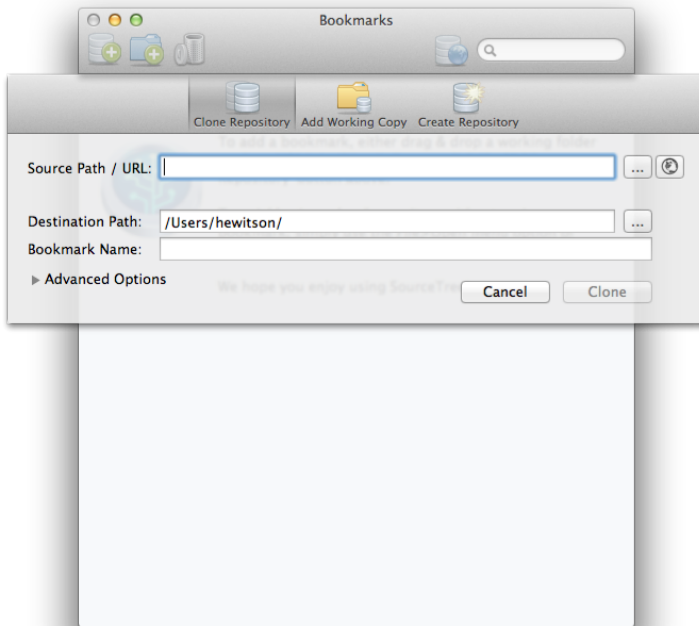 Bookmarks
Clone Repository Add Working Copy Create Repository
To add a bookmark, either drag & drop a working folder
Source Path / URL: ...
Destination Path: /Users/hewitson/ ...
Bookmark Name:
Advanced Options
We hope you enjoy using SourceTree
Cancel Clone